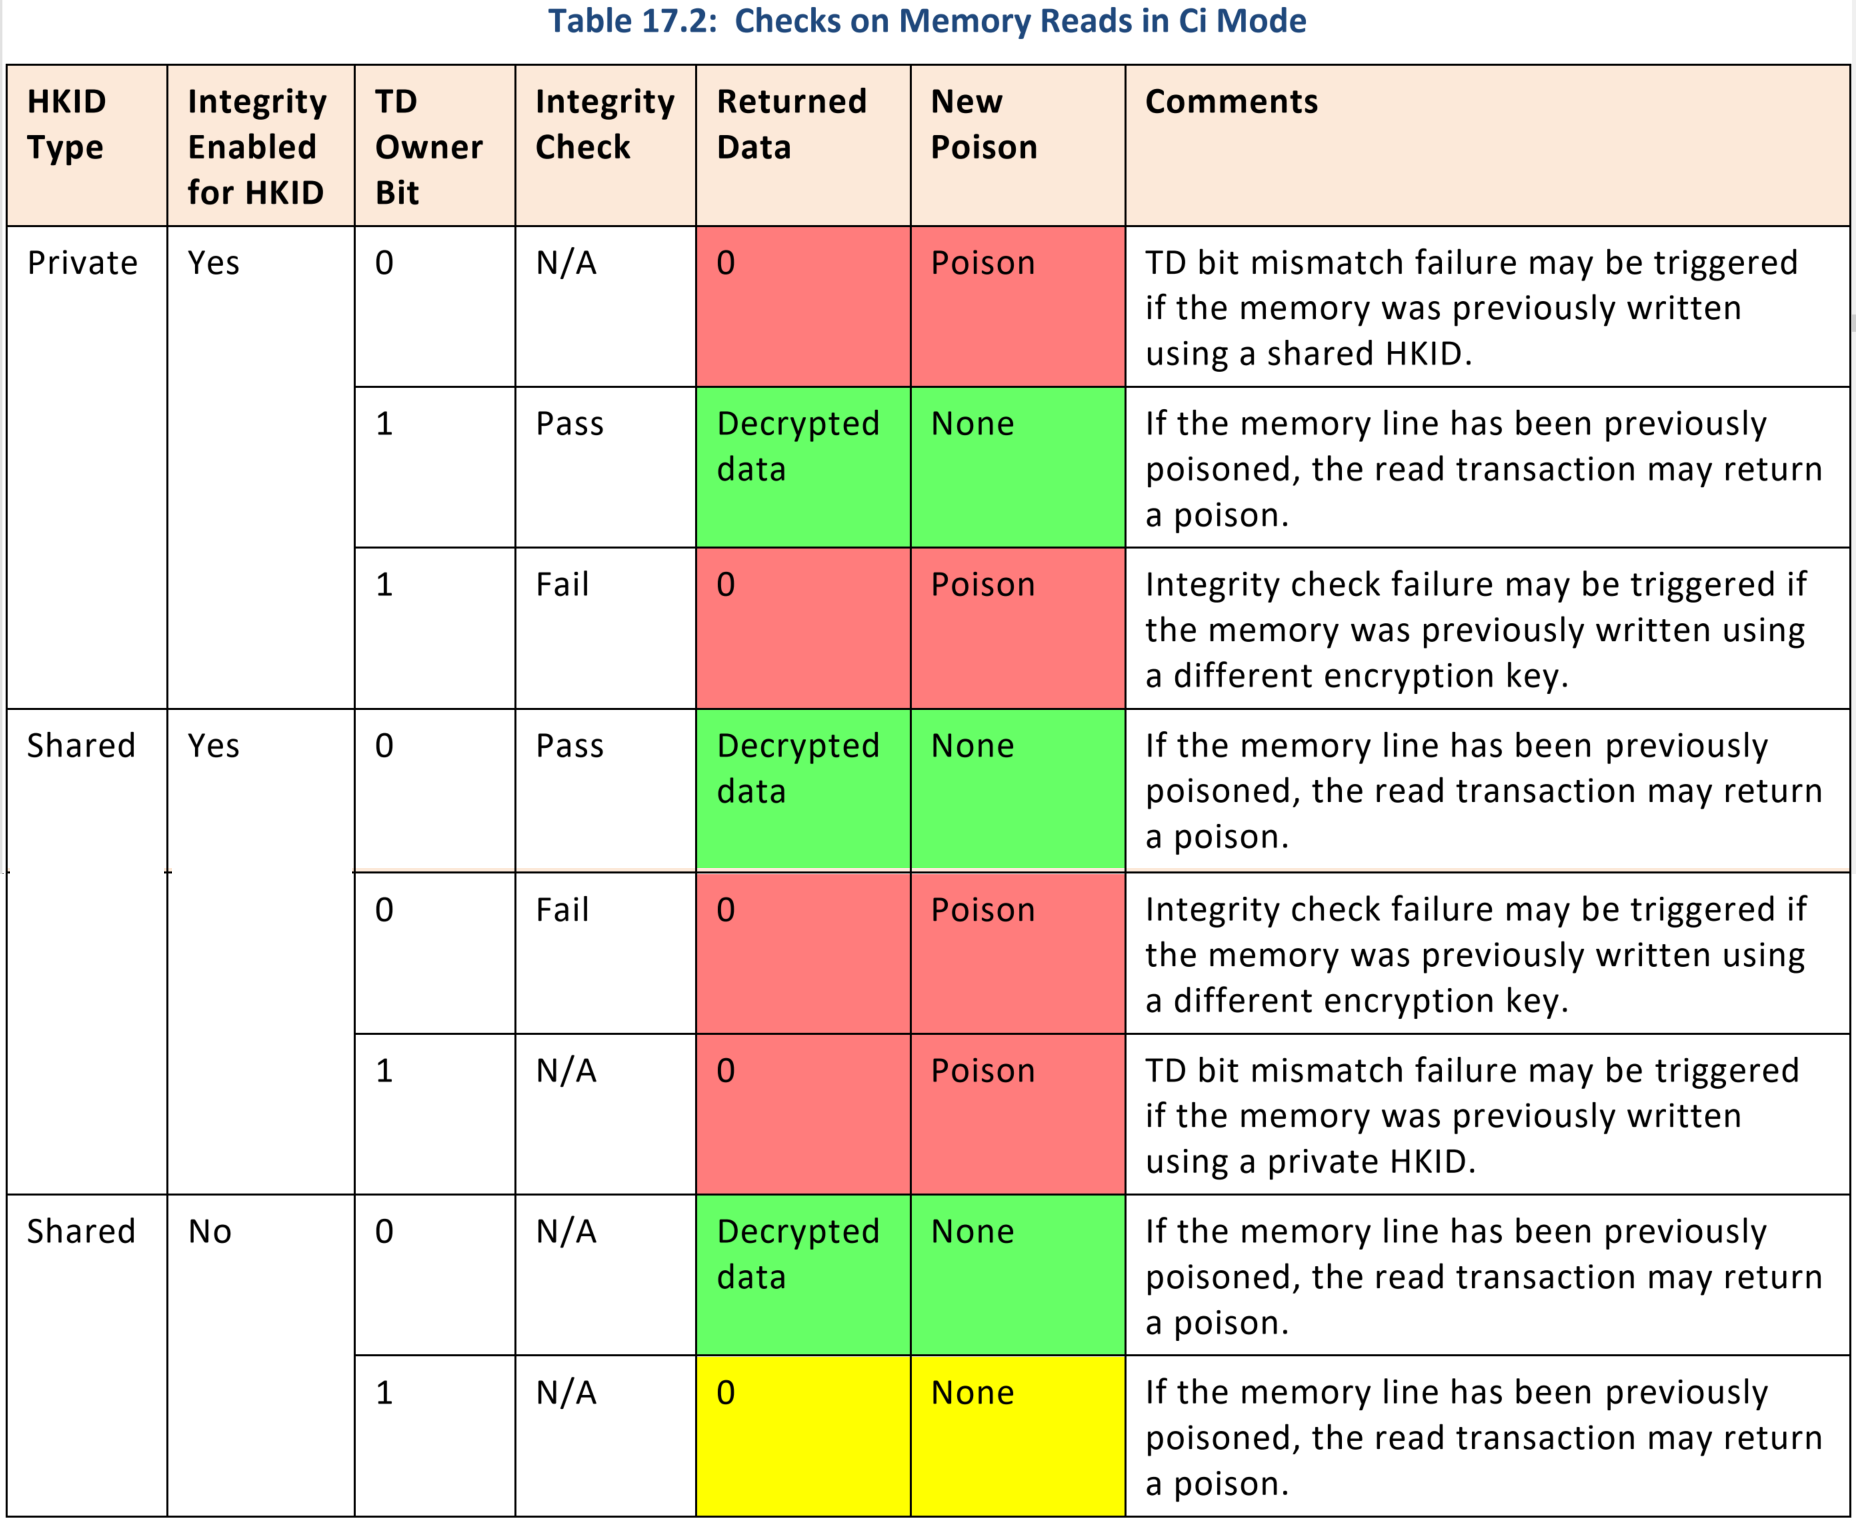 Table 17.2: Checks on Memory Reads in Ci Mode
HKID Type
Integrity Enabled for HKID
TD Owner Bit
Integrity Check
Returned Data
New Poison
Comments
Private
Yes
0
N/A
0
Poison
TD bit mismatch failure may be triggered
if the memory was previously written
using a shared HKID.
1
Pass
Decrypted
data
None
If the memory line has been previously
poisoned, the read transaction may return
a poison.
1
Fail
0
Poison
Integrity check failure may be triggered if
the memory was previously written using
a different encryption key.
Shared
Yes
0
Pass
Decrypted
data
None
If the memory line has been previously
poisoned, the read transaction may return
a poison.
0
Fail
0
Poison
Integrity check failure may be triggered if
the memory was previously written using
a different encryption key.
1
N/A
0
Poison
TD bit mismatch failure may be triggered
if the memory was previously written
using a private HKID.
Shared
No
0
N/A
Decrypted
data
None
If the memory line has been previously
poisoned, the read transaction may return
a poison.
1
N/A
0
None
If the memory line has been previously
poisoned, the read transaction may return
a poison.